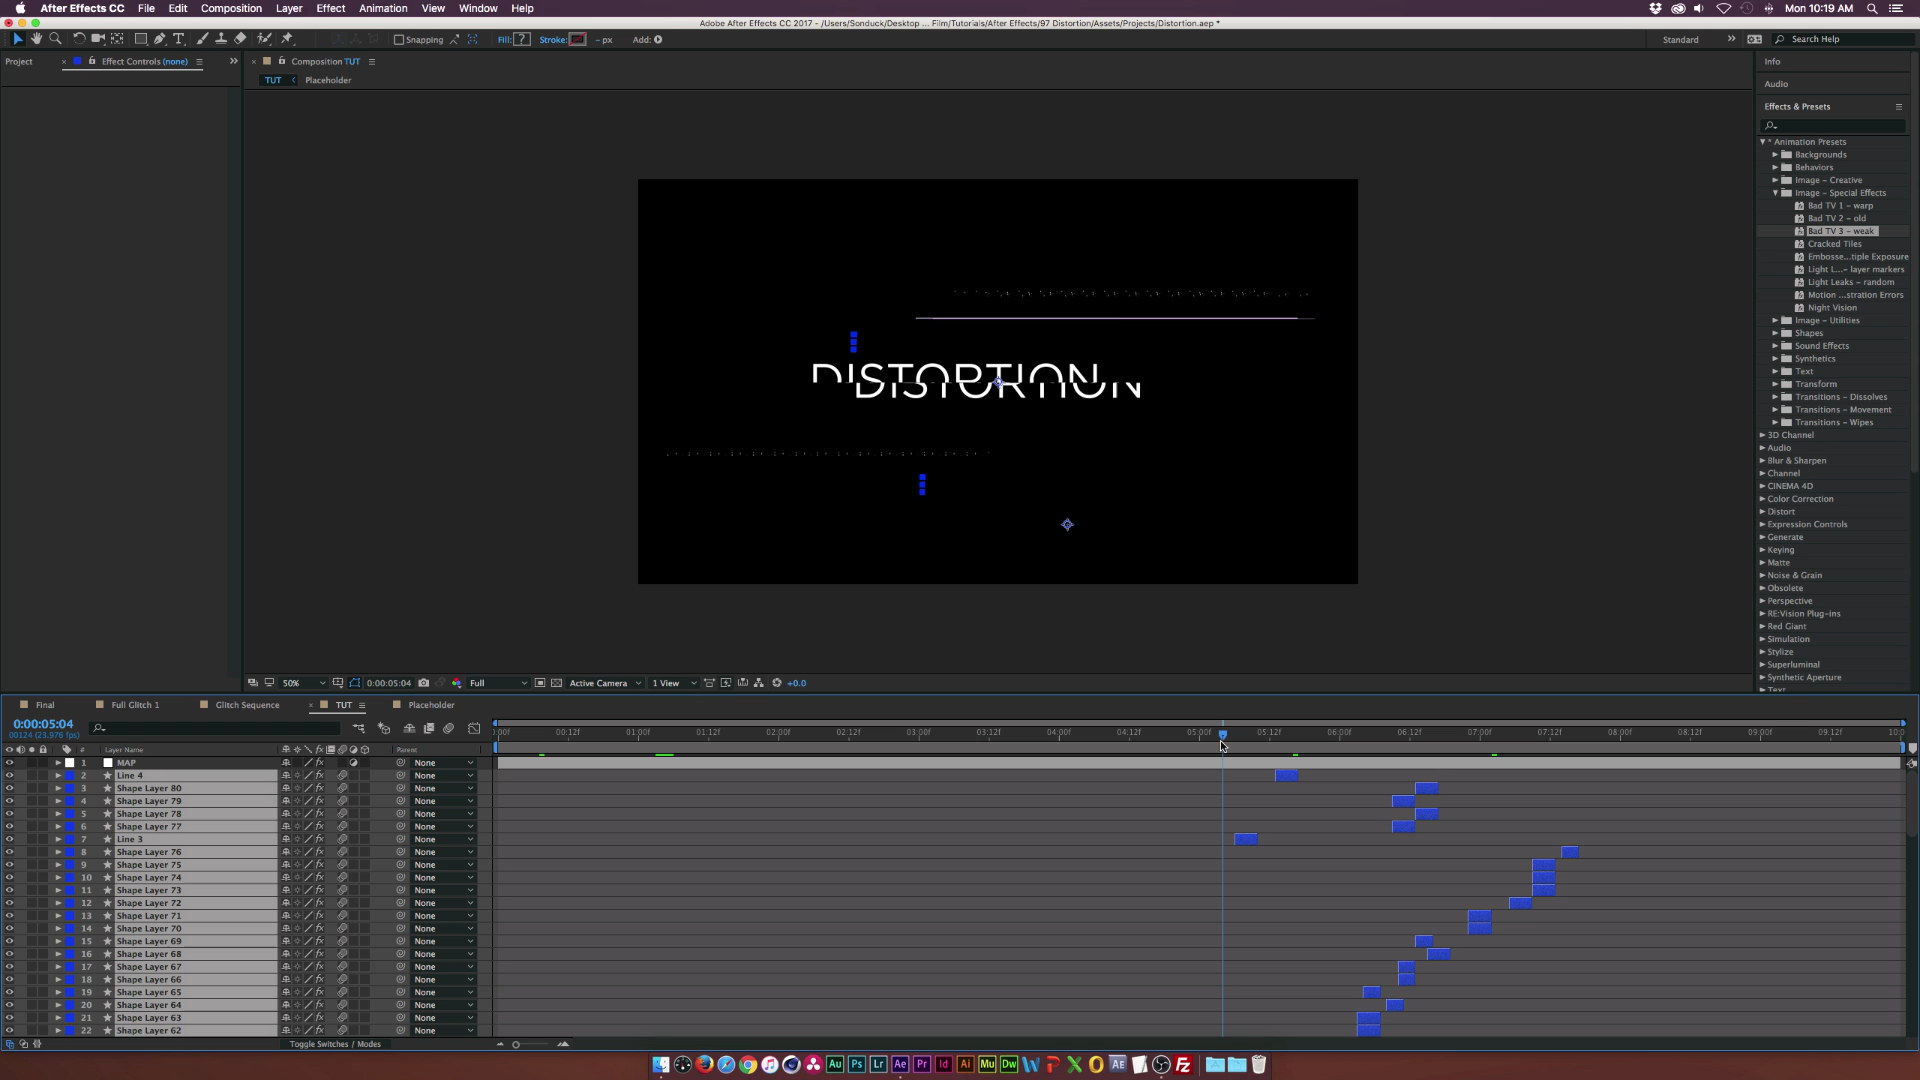 After Effects CC File Edit Composition Layer Effect Animation View Window Help Mon 10:19 AM
Adobe After Effects CC 2017 - /Users/Sonduck/Desktop ... Film/Tutorials/After Effects/97 Distortion/Assets/Projects/Distortion.aep *
Snapping Fill: ? Stroke: - px Add: Standard Search Help
Project Effect Controls (none) Composition TUT Info
TUT Placeholder
Audio
Effects & Presets
* Animation Presets
Backgrounds
Behaviors
Image - Creative
Image - Special Effects
Bad TV 1 - warp
Bad TV 2 - old
Bad TV 3 - weak
Cracked Tiles
Embosse...tiple Exposure
Light L...- layer markers
Light Leaks - random
Motion ...stration Errors
Night Vision
Image - Utilities
Shapes
Sound Effects
Synthetics
Text
Transform
Transitions - Dissolves
Transitions - Movement
Transitions - Wipes
3D Channel
Audio
Blur & Sharpen
Channel
CINEMA 4D
Color Correction
Distort
Expression Controls
Generate
Keying
Matte
Noise & Grain
Obsolete
Perspective
RE:Vision Plug-ins
Red Giant
Simulation
Stylize
Superluminal
Synthetic Aperture
Text
DISTORTION
50% 0:00:05:04 Full Active Camera 1 View +0.0
Final Full Glitch 1 Glitch Sequence TUT Placeholder
0:00:05:04
00124 (23.976 fps)
:00f 00:12f 01:00f 01:12f 02:00f 02:12f 03:00f 03:12f 04:00f 04:12f 05:00f 05:12f 06:00f 06:12f 07:00f 07:12f 08:00f 08:12f 09:00f 09:12f 10:0
# Layer Name Parent
1 MAP None
2 Line 4 None
3 Shape Layer 80 None
4 Shape Layer 79 None
5 Shape Layer 78 None
6 Shape Layer 77 None
7 Line 3 None
8 Shape Layer 76 None
9 Shape Layer 75 None
10 Shape Layer 74 None
11 Shape Layer 73 None
12 Shape Layer 72 None
13 Shape Layer 71 None
14 Shape Layer 70 None
15 Shape Layer 69 None
16 Shape Layer 68 None
17 Shape Layer 67 None
18 Shape Layer 66 None
19 Shape Layer 65 None
20 Shape Layer 64 None
21 Shape Layer 63 None
22 Shape Layer 62 None
Toggle Switches / Modes
Au Ps Lr Ae Pr Id Ai Mu Dw W P X O AE Fz